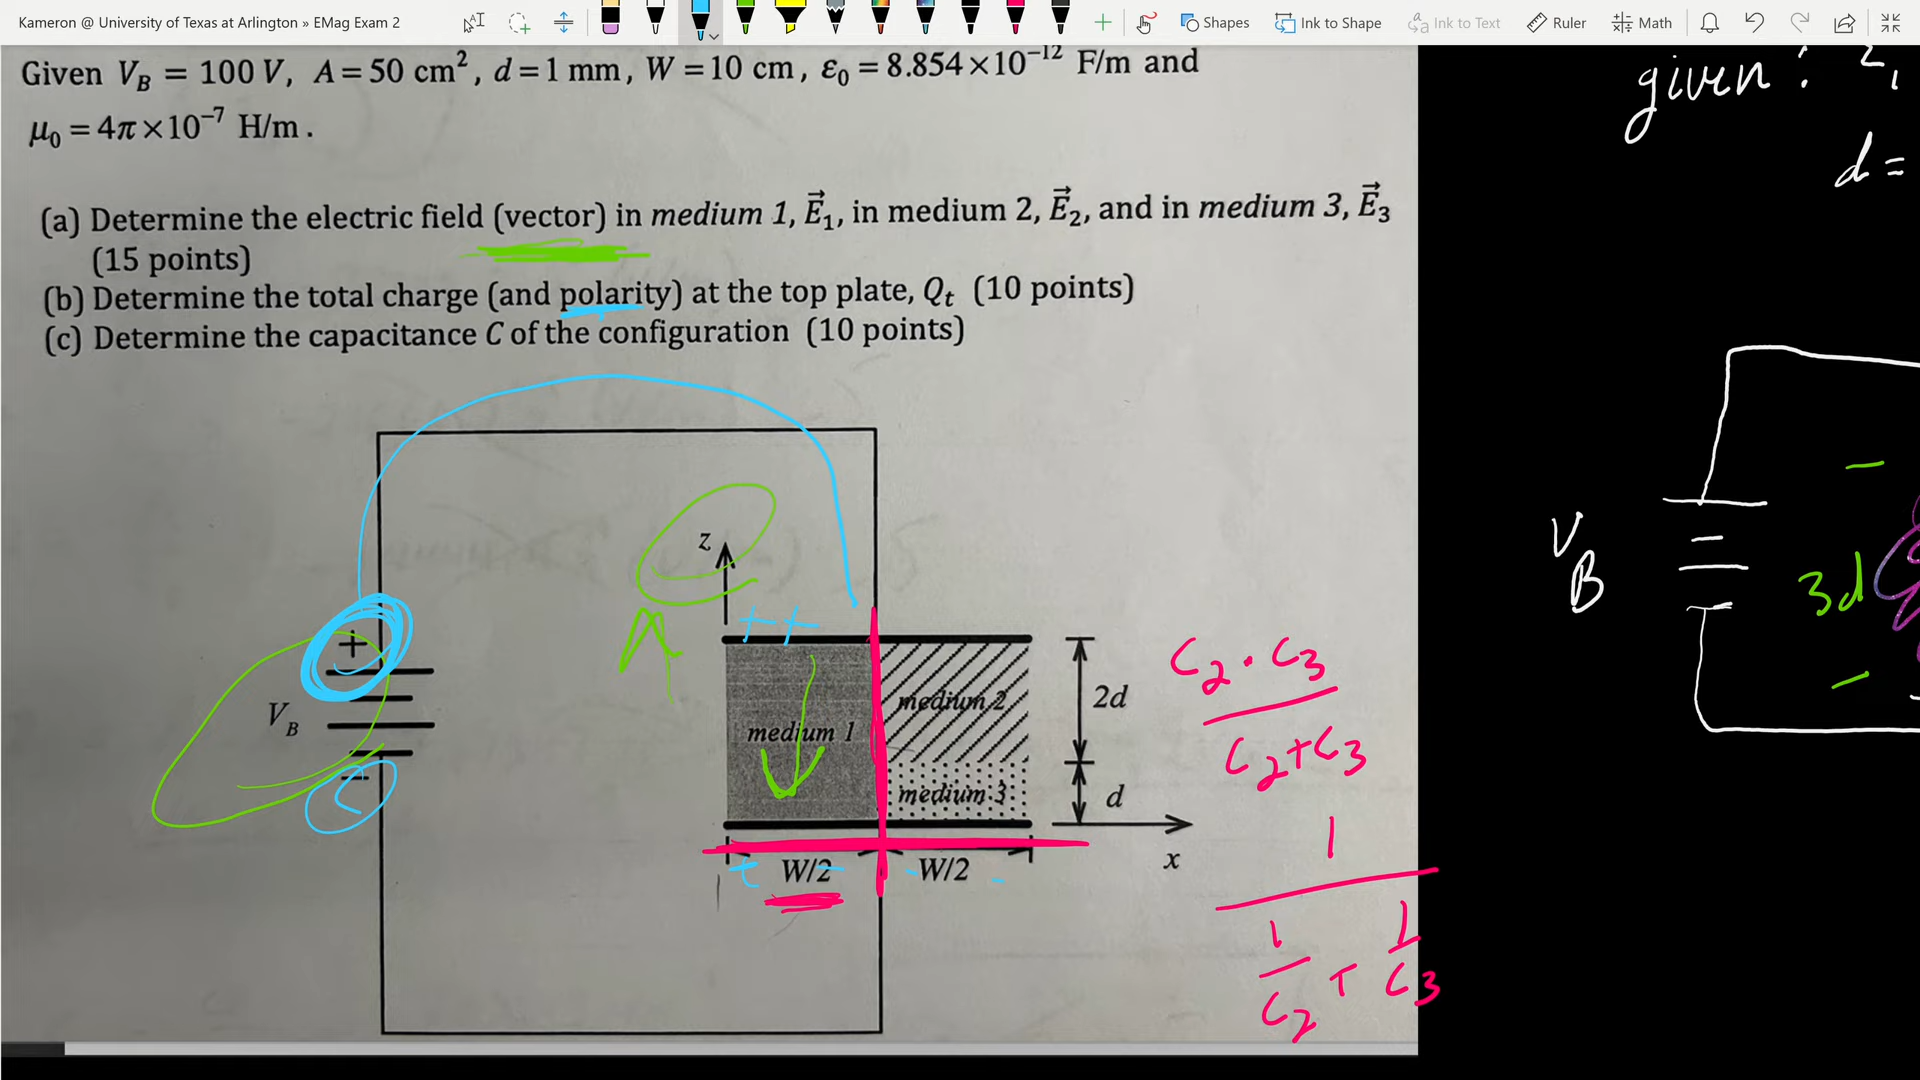 Kameron @ University of Texas at Arlington » EMag Exam 2
Shapes
Ink to Shape
Ink to Text
Ruler
Math
Given V_B = 100 V, A = 50 cm², d = 1 mm, W = 10 cm, ε₀ = 8.854×10⁻¹² F/m and
μ₀ = 4π×10⁻⁷ H/m.
(a) Determine the electric field (vector) in medium 1, E⃗₁, in medium 2, E⃗₂, and in medium 3, E⃗₃
(15 points)
(b) Determine the total charge (and polarity) at the top plate, Q_t (10 points)
(c) Determine the capacitance C of the configuration (10 points)
z
+ +
+
V_B
medium 1
medium 2
medium 3
2d
d
x
W/2
W/2
C₂ · C₃
C₂ + C₃
1
1 1
C₂ + C₃
given :
d =
V_B
3d